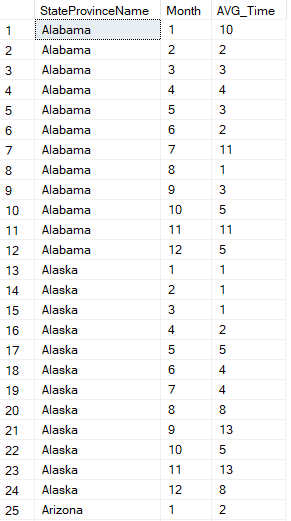 StateProvinceName Month AVG_Time
1 Alabama 1 10
2 Alabama 2 2
3 Alabama 3 3
4 Alabama 4 4
5 Alabama 5 3
6 Alabama 6 2
7 Alabama 7 11
8 Alabama 8 1
9 Alabama 9 3
10 Alabama 10 5
11 Alabama 11 11
12 Alabama 12 5
13 Alaska 1 1
14 Alaska 2 1
15 Alaska 3 1
16 Alaska 4 2
17 Alaska 5 5
18 Alaska 6 4
19 Alaska 7 4
20 Alaska 8 8
21 Alaska 9 13
22 Alaska 10 5
23 Alaska 11 13
24 Alaska 12 8
25 Arizona 1 2